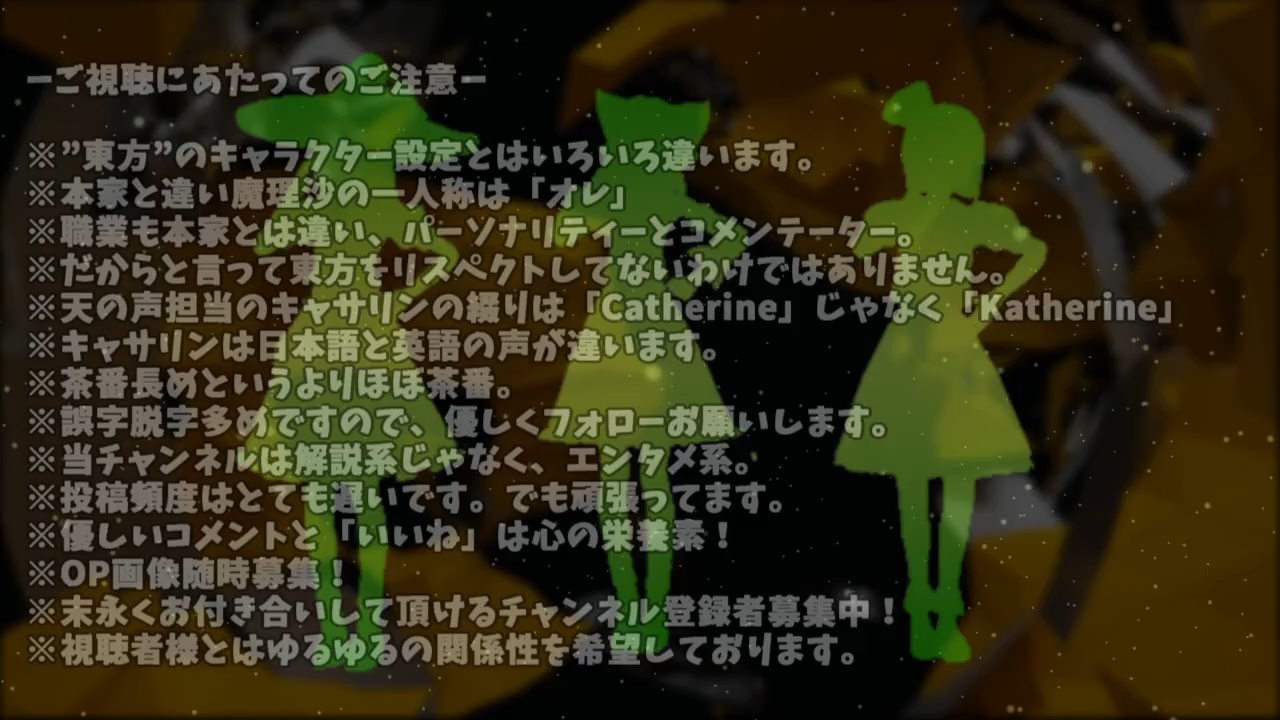 ーご視聴にあたってのご注意ー
※”東方”のキャラクター設定とはいろいろ違います。
※本家と違い魔理沙の一人称は「オレ」
※職業も本家とは違い、パーソナリティーとコメンテーター。
※だからと言って東方をリスペクトしてないわけではありません。
※天の声担当のキャサリンの綴りは「Catherine」じゃなく「Katherine」
※キャサリンは日本語と英語の声が違います。
※茶番長めというよりほぼ茶番。
※誤字脱字多めですので、優しくフォローお願いします。
※当チャンネルは解説系じゃなく、エンタメ系。
※投稿頻度はとても遅いです。でも頑張ってます。
※優しいコメントと「いいね」は心の栄養素！
※OP画像随時募集！
※末永くお付き合いして頂けるチャンネル登録者募集中！
※視聴者様とはゆるゆるの関係性を希望しております。